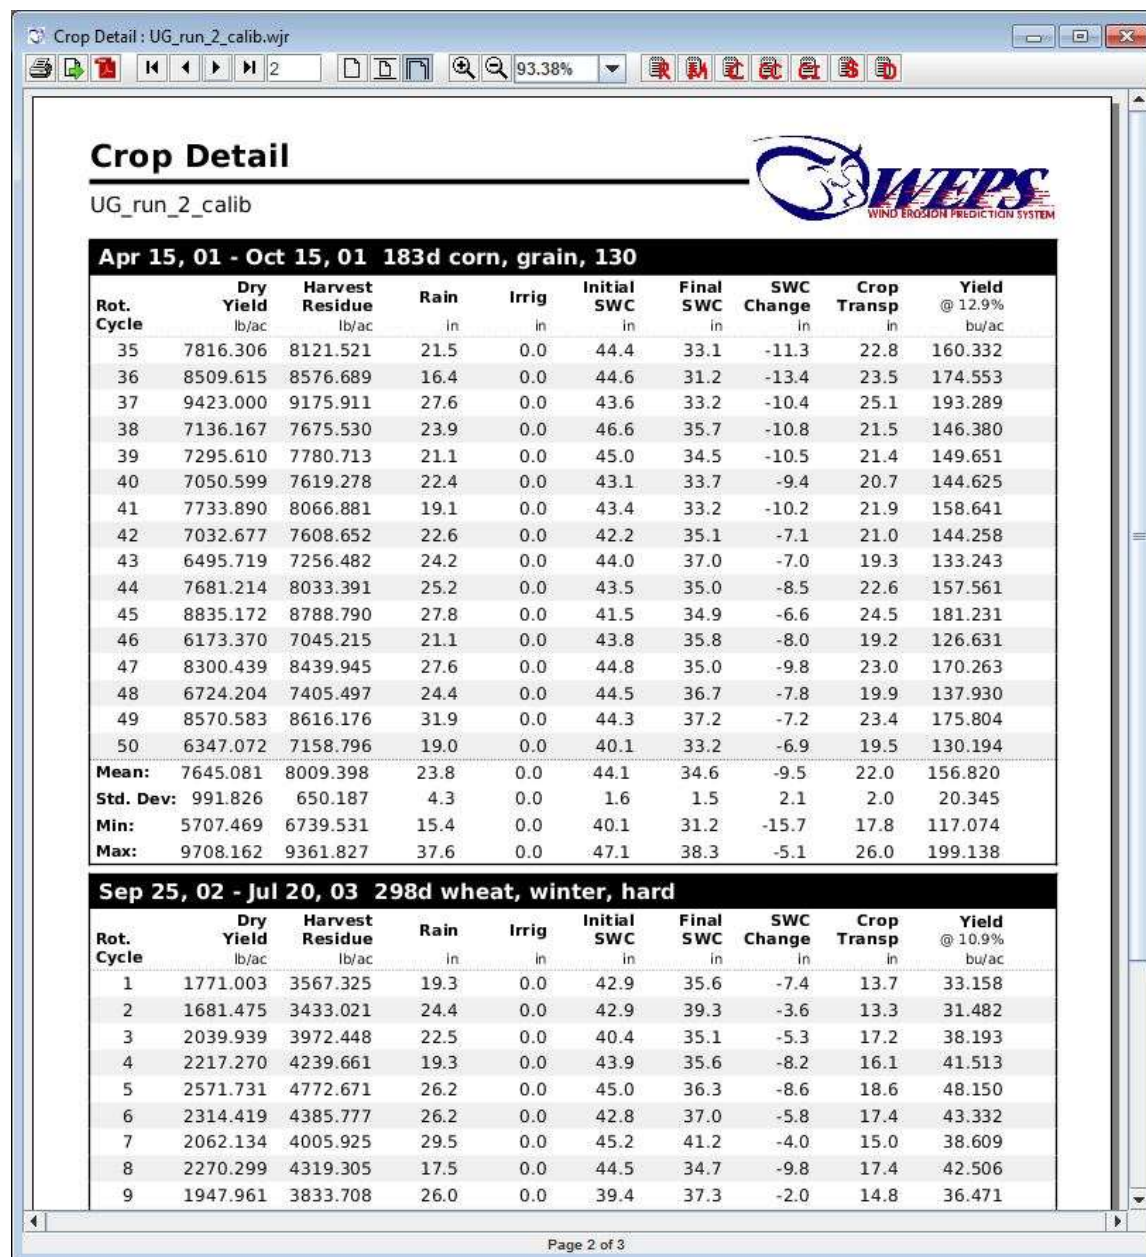 Crop Detail : UG_run_2_calib.wjr
2 93.38%
Crop Detail
WEPS
WIND EROSION PREDICTION SYSTEM
UG_run_2_calib
Apr 15, 01 - Oct 15, 01 183d corn, grain, 130
Dry Harvest Initial Final SWC Crop Yield
Rot. Yield Residue Rain Irrig SWC SWC Change Transp @ 12.9%
Cycle lb/ac lb/ac in in in in in in bu/ac
35 7816.306 8121.521 21.5 0.0 44.4 33.1 -11.3 22.8 160.332
36 8509.615 8576.689 16.4 0.0 44.6 31.2 -13.4 23.5 174.553
37 9423.000 9175.911 27.6 0.0 43.6 33.2 -10.4 25.1 193.289
38 7136.167 7675.530 23.9 0.0 46.6 35.7 -10.8 21.5 146.380
39 7295.610 7780.713 21.1 0.0 45.0 34.5 -10.5 21.4 149.651
40 7050.599 7619.278 22.4 0.0 43.1 33.7 -9.4 20.7 144.625
41 7733.890 8066.881 19.1 0.0 43.4 33.2 -10.2 21.9 158.641
42 7032.677 7608.652 22.6 0.0 42.2 35.1 -7.1 21.0 144.258
43 6495.719 7256.482 24.2 0.0 44.0 37.0 -7.0 19.3 133.243
44 7681.214 8033.391 25.2 0.0 43.5 35.0 -8.5 22.6 157.561
45 8835.172 8788.790 27.8 0.0 41.5 34.9 -6.6 24.5 181.231
46 6173.370 7045.215 21.1 0.0 43.8 35.8 -8.0 19.2 126.631
47 8300.439 8439.945 27.6 0.0 44.8 35.0 -9.8 23.0 170.263
48 6724.204 7405.497 24.4 0.0 44.5 36.7 -7.8 19.9 137.930
49 8570.583 8616.176 31.9 0.0 44.3 37.2 -7.2 23.4 175.804
50 6347.072 7158.796 19.0 0.0 40.1 33.2 -6.9 19.5 130.194
Mean: 7645.081 8009.398 23.8 0.0 44.1 34.6 -9.5 22.0 156.820
Std. Dev: 991.826 650.187 4.3 0.0 1.6 1.5 2.1 2.0 20.345
Min: 5707.469 6739.531 15.4 0.0 40.1 31.2 -15.7 17.8 117.074
Max: 9708.162 9361.827 37.6 0.0 47.1 38.3 -5.1 26.0 199.138
Sep 25, 02 - Jul 20, 03 298d wheat, winter, hard
Dry Harvest Initial Final SWC Crop Yield
Rot. Yield Residue Rain Irrig SWC SWC Change Transp @ 10.9%
Cycle lb/ac lb/ac in in in in in in bu/ac
1 1771.003 3567.325 19.3 0.0 42.9 35.6 -7.4 13.7 33.158
2 1681.475 3433.021 24.4 0.0 42.9 39.3 -3.6 13.3 31.482
3 2039.939 3972.448 22.5 0.0 40.4 35.1 -5.3 17.2 38.193
4 2217.270 4239.661 19.3 0.0 43.9 35.6 -8.2 16.1 41.513
5 2571.731 4772.671 26.2 0.0 45.0 36.3 -8.6 18.6 48.150
6 2314.419 4385.777 26.2 0.0 42.8 37.0 -5.8 17.4 43.332
7 2062.134 4005.925 29.5 0.0 45.2 41.2 -4.0 15.0 38.609
8 2270.299 4319.305 17.5 0.0 44.5 34.7 -9.8 17.4 42.506
9 1947.961 3833.708 26.0 0.0 39.4 37.3 -2.0 14.8 36.471
Page 2 of 3